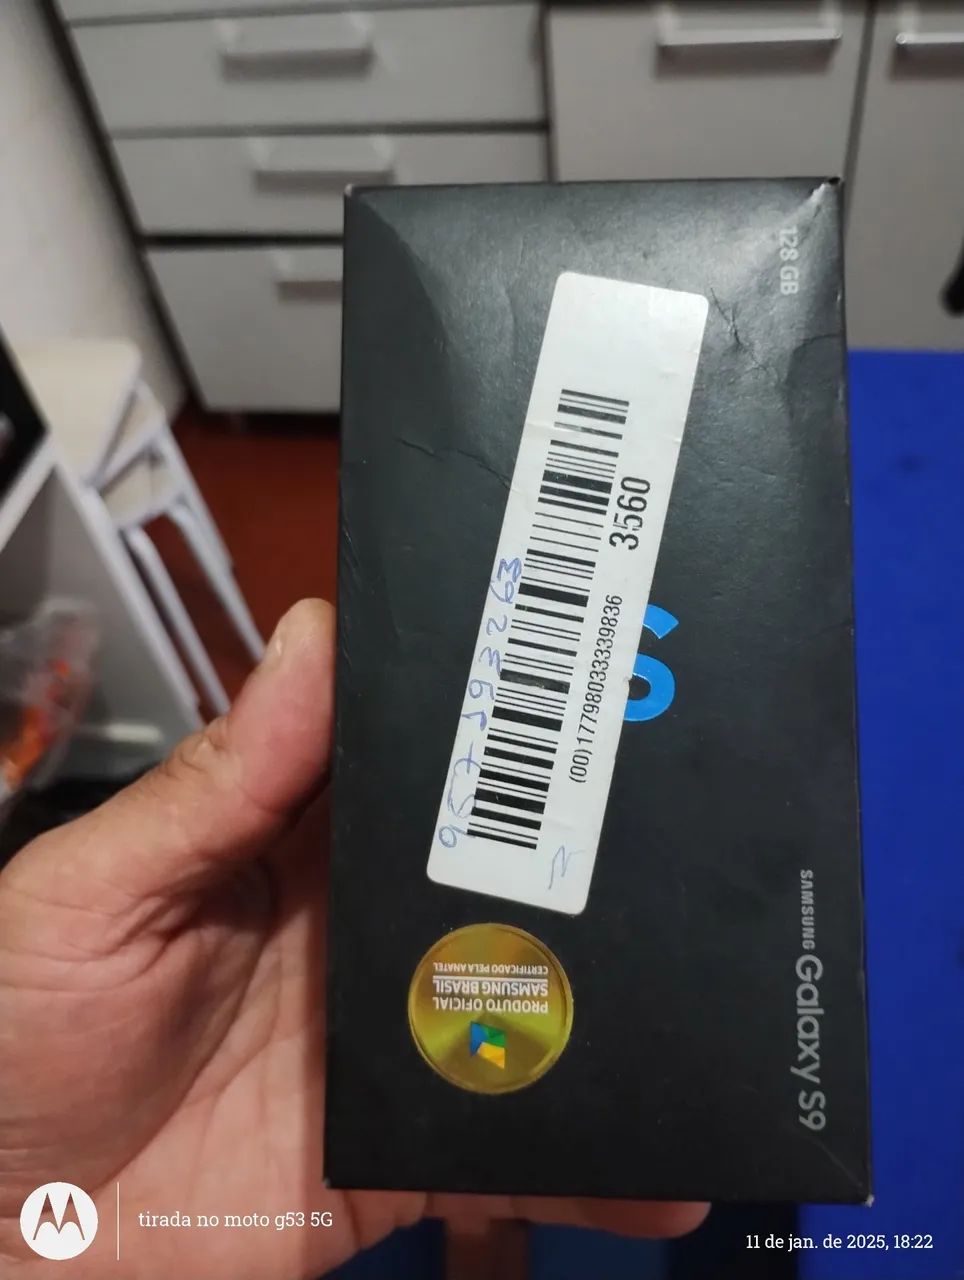 128 GB
3560
(00)177980333339836
SAMSUNG Galaxy S9
PRODUTO OFICIAL
SAMSUNG BRASIL
CERTIFICADO PELA ANATEL
tirada no moto g53 5G
11 de jan. de 2025, 18:22